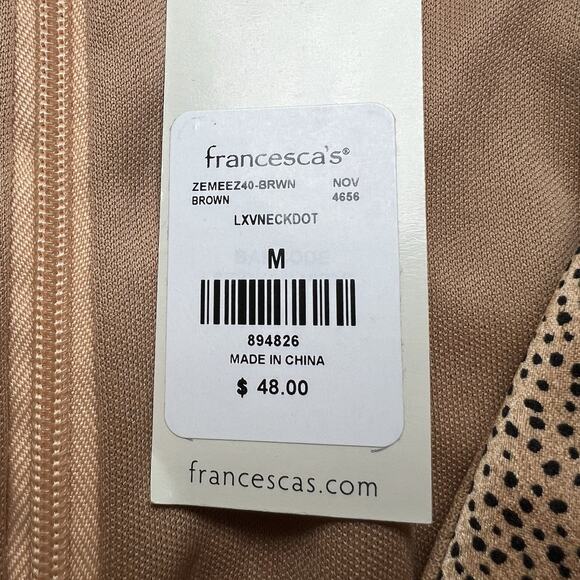 francesca's®
ZEMEEZ40-BRWN NOV
BROWN 4656
LXVNECKDOT
M
894826
MADE IN CHINA
$ 48.00
francescas.com